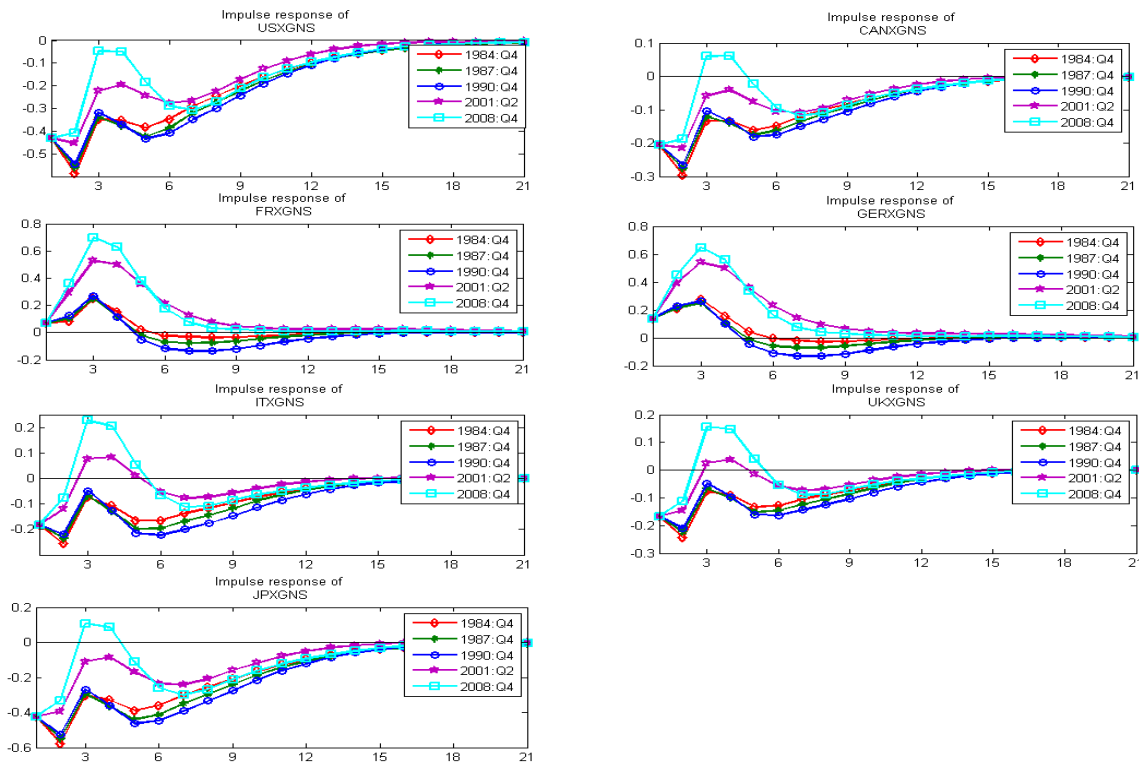 Impulse response of
USXGNS
0
-0.1
-0.2
-0.3
-0.4
-0.5
3 6 9 12 15 18 21
1984:Q4
1987:Q4
1990:Q4
2001:Q2
2008:Q4
Impulse response of
CANXGNS
0.1
0
-0.1
-0.2
-0.3
3 6 9 12 15 18 21
1984:Q4
1987:Q4
1990:Q4
2001:Q2
2008:Q4
Impulse response of
FRXGNS
0.8
0.6
0.4
0.2
0
-0.2
3 6 9 12 15 18 21
1984:Q4
1987:Q4
1990:Q4
2001:Q2
2008:Q4
Impulse response of
GERXGNS
0.8
0.6
0.4
0.2
0
-0.2
3 6 9 12 15 18 21
1984:Q4
1987:Q4
1990:Q4
2001:Q2
2008:Q4
Impulse response of
ITXGNS
0.2
0.1
0
-0.1
-0.2
3 6 9 12 15 18 21
1984:Q4
1987:Q4
1990:Q4
2001:Q2
2008:Q4
Impulse response of
UKXGNS
0.2
0.1
0
-0.1
-0.2
-0.3
3 6 9 12 15 18 21
1984:Q4
1987:Q4
1990:Q4
2001:Q2
2008:Q4
Impulse response of
JPXGNS
0.2
0
-0.2
-0.4
-0.6
3 6 9 12 15 18 21
1984:Q4
1987:Q4
1990:Q4
2001:Q2
2008:Q4